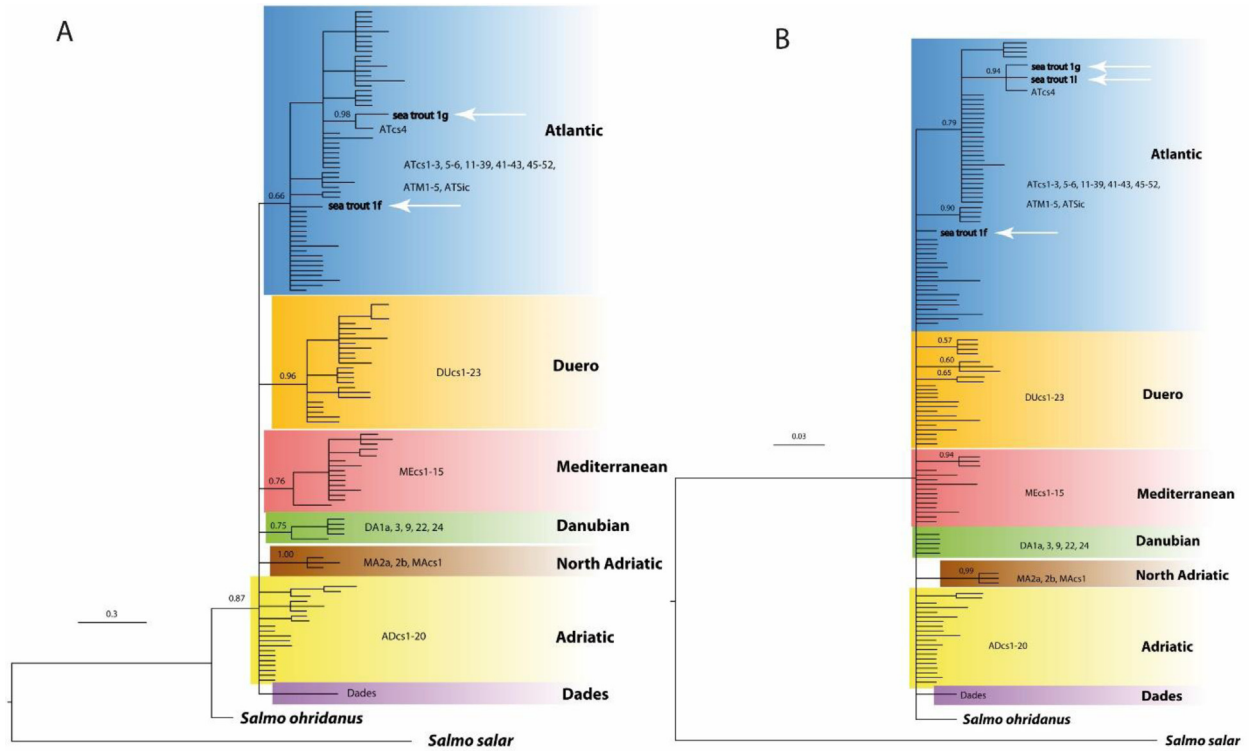 A
0.98
sea trout 1g
ATcs4
Atlantic
ATcs1-3, 5-6, 11-39, 41-43, 45-52,
ATM1-5, ATSic
0.66
sea trout 1f
0.96
DUcs1-23
Duero
0.76
MEcs1-15
Mediterranean
0.75
DA1a, 3, 9, 22, 24
Danubian
1.00
MA2a, 2b, MAcs1
North Adriatic
0.87
0.3
ADcs1-20
Adriatic
Dades
Dades
Salmo ohridanus
Salmo salar
B
0.94
sea trout 1g
sea trout 1l
ATcs4
0.79
Atlantic
ATcs1-3, 5-6, 11-39, 41-43, 45-52,
ATM1-5, ATSic
0.90
sea trout 1f
0.57
0.60
0.65
DUcs1-23
Duero
0.03
0.94
MEcs1-15
Mediterranean
DA1a, 3, 9, 22, 24
Danubian
0,99
MA2a, 2b, MAcs1
North Adriatic
ADcs1-20
Adriatic
Dades
Dades
Salmo ohridanus
Salmo salar